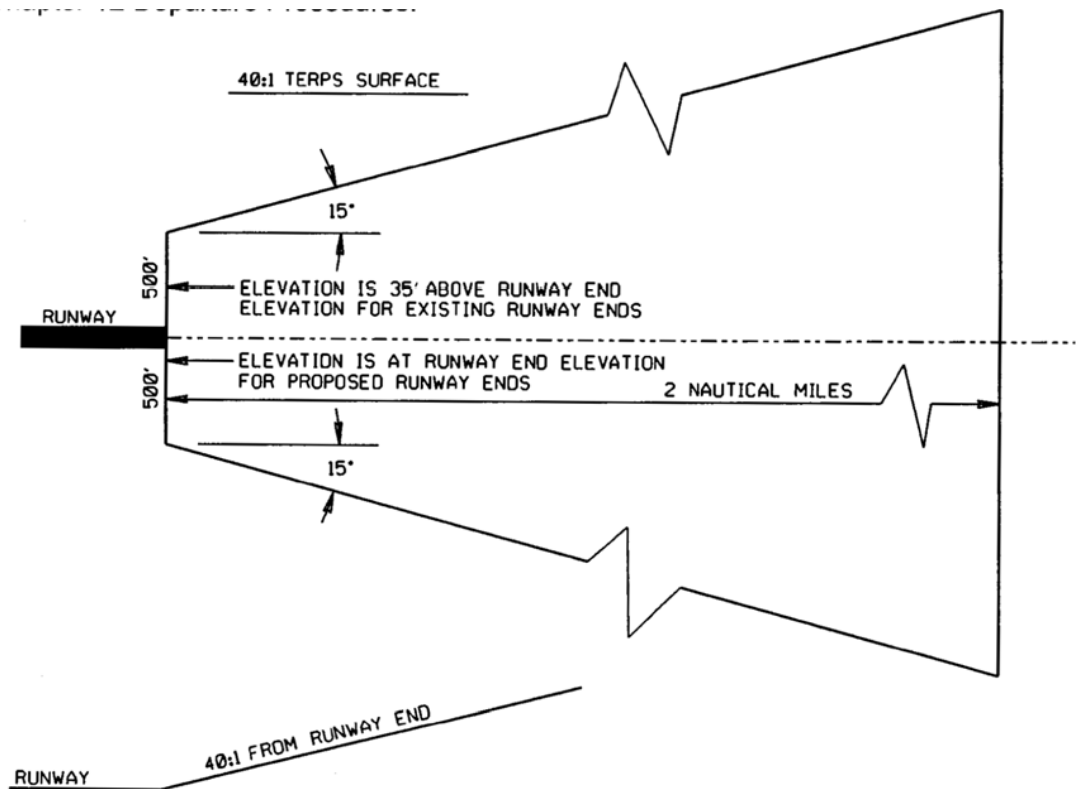 40:1 TERPS SURFACE
15°
500'
ELEVATION IS 35' ABOVE RUNWAY END
ELEVATION FOR EXISTING RUNWAY ENDS
RUNWAY
ELEVATION IS AT RUNWAY END ELEVATION
FOR PROPOSED RUNWAY ENDS
500'
2 NAUTICAL MILES
15°
40:1 FROM RUNWAY END
RUNWAY